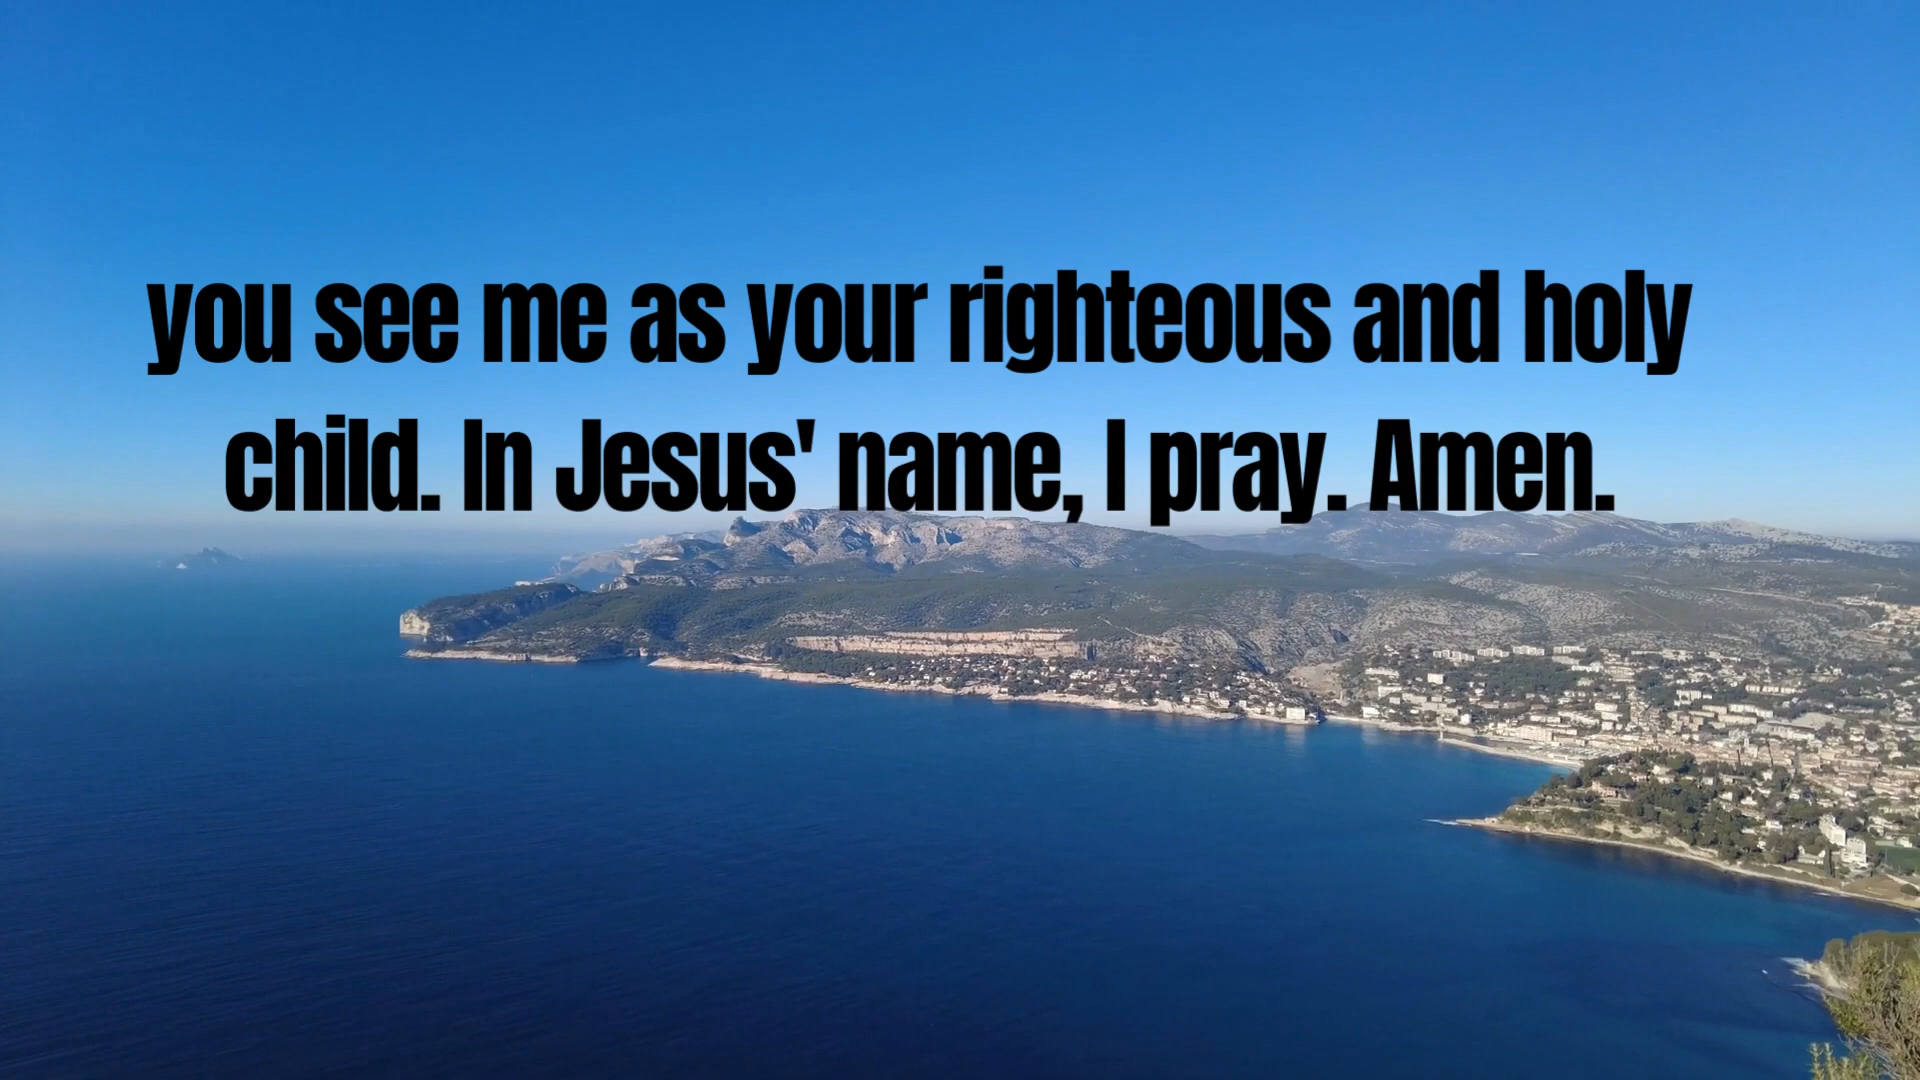 you see me as your righteous and holy
child. In Jesus' name, I pray. Amen.